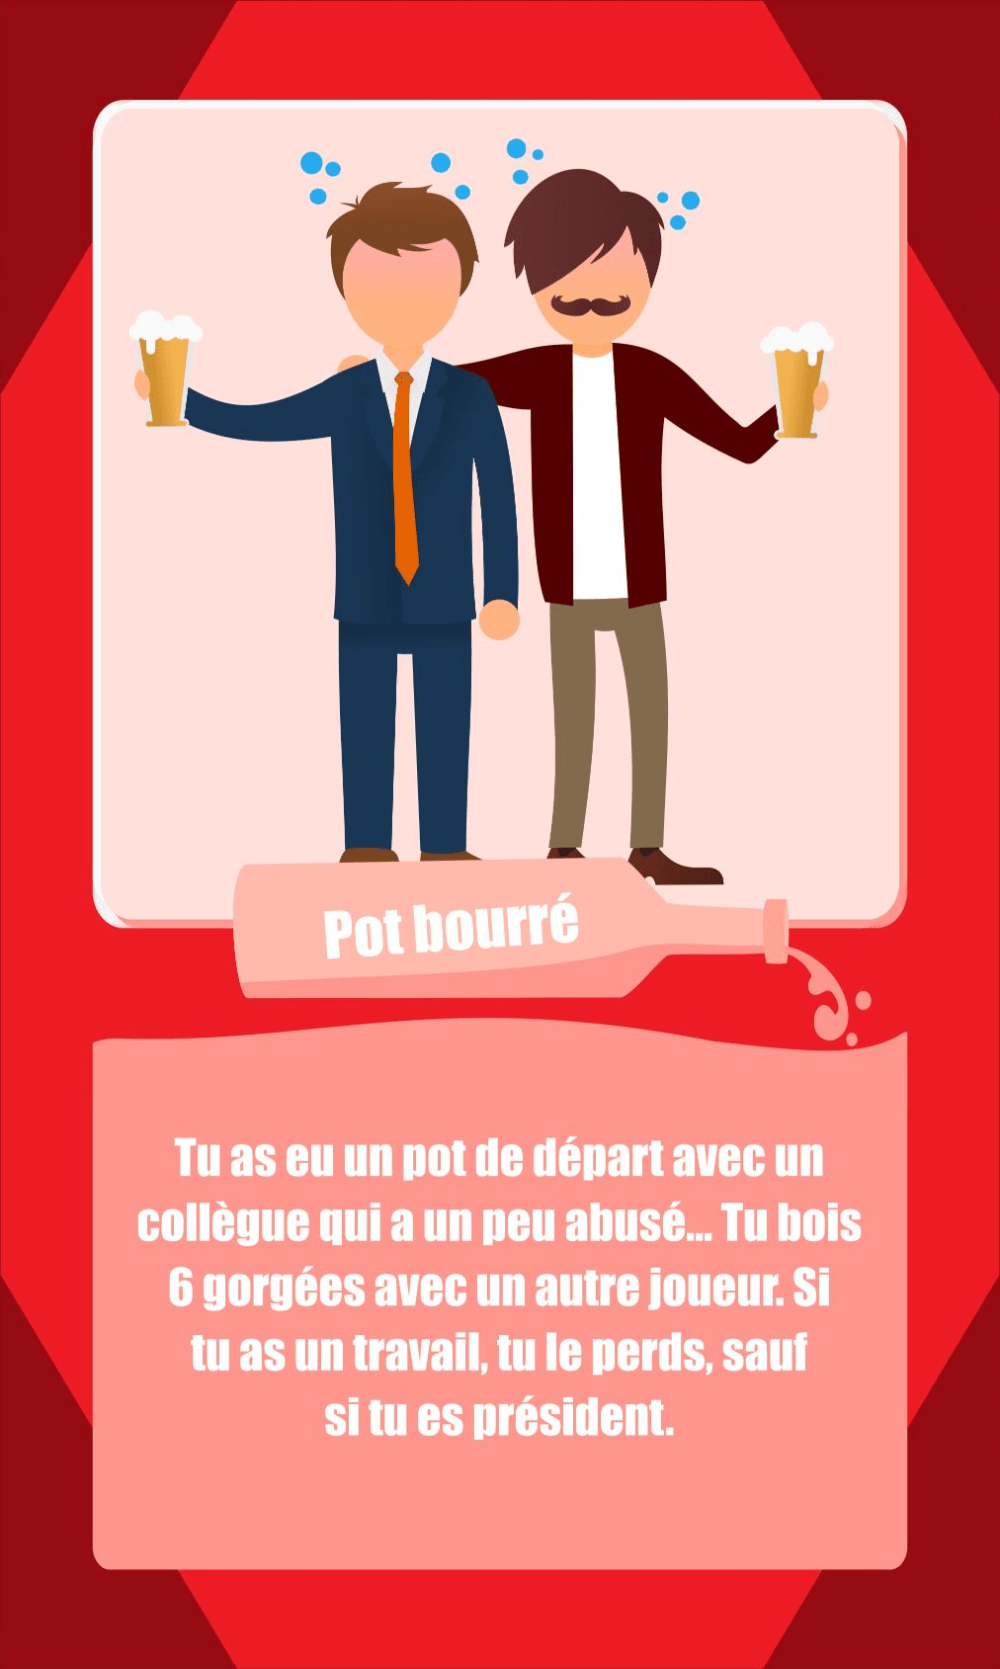 Pot bourré
Tu as eu un pot de départ avec un
collègue qui a un peu abusé... Tu bois
6 gorgées avec un autre joueur. Si
tu as un travail, tu le perds, sauf
si tu es président.